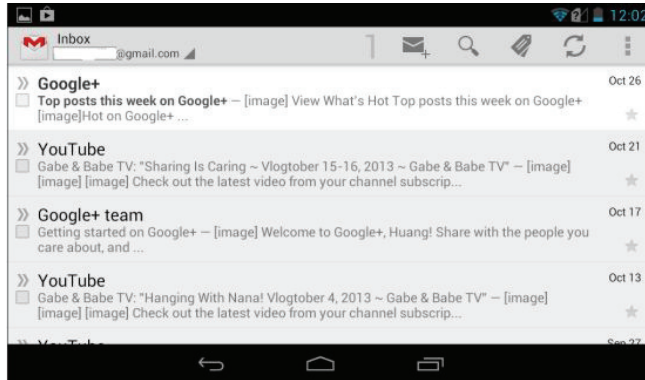 12:02
Inbox
@gmail.com
1
Google+
Oct 26
Top posts this week on Google+ – [image] View What's Hot Top posts this week on Google+
[image]Hot on Google+ ...
YouTube
Oct 21
Gabe & Babe TV: "Sharing Is Caring ~ Vlogtober 15-16, 2013 ~ Gabe & Babe TV" – [image]
[image] [image] Check out the latest video from your channel subscrip...
Google+ team
Oct 17
Getting started on Google+ – [image] Welcome to Google+, Huang! Share with the people you
care about, and ...
YouTube
Oct 13
Gabe & Babe TV: "Hanging With Nana! Vlogtober 4, 2013 ~ Gabe & Babe TV" – [image]
[image] [image] Check out the latest video from your channel subscrip...
YouTube
Sep 27